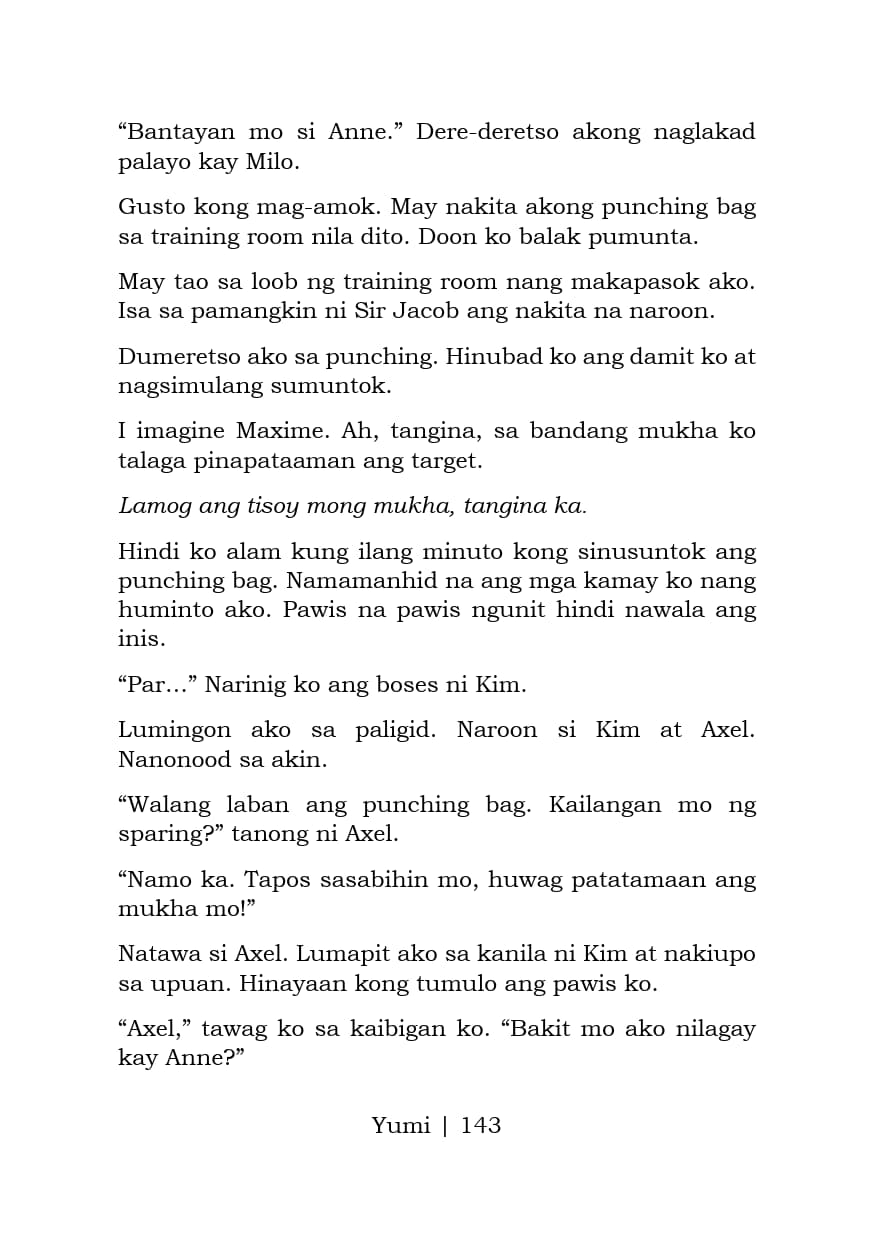 “Bantayan mo si Anne.” Dere-deretso akong naglakad
palayo kay Milo.
Gusto kong mag-amok. May nakita akong punching bag
sa training room nila dito. Doon ko balak pumunta.
May tao sa loob ng training room nang makapasok ako.
Isa sa pamangkin ni Sir Jacob ang nakita na naroon.
Dumeretso ako sa punching. Hinubad ko ang damit ko at
nagsimulang sumuntok.
I imagine Maxime. Ah, tangina, sa bandang mukha ko
talaga pinapataaman ang target.
Lamog ang tisoy mong mukha, tangina ka.
Hindi ko alam kung ilang minuto kong sinusuntok ang
punching bag. Namamanhid na ang mga kamay ko nang
huminto ako. Pawis na pawis ngunit hindi nawala ang
inis.
“Par…” Narinig ko ang boses ni Kim.
Lumingon ako sa paligid. Naroon si Kim at Axel.
Nanonood sa akin.
“Walang laban ang punching bag. Kailangan mo ng
sparing?” tanong ni Axel.
“Namo ka. Tapos sasabihin mo, huwag patatamaan ang
mukha mo!”
Natawa si Axel. Lumapit ako sa kanila ni Kim at nakiupo
sa upuan. Hinayaan kong tumulo ang pawis ko.
“Axel,” tawag ko sa kaibigan ko. “Bakit mo ako nilagay
kay Anne?”
Yumi | 143